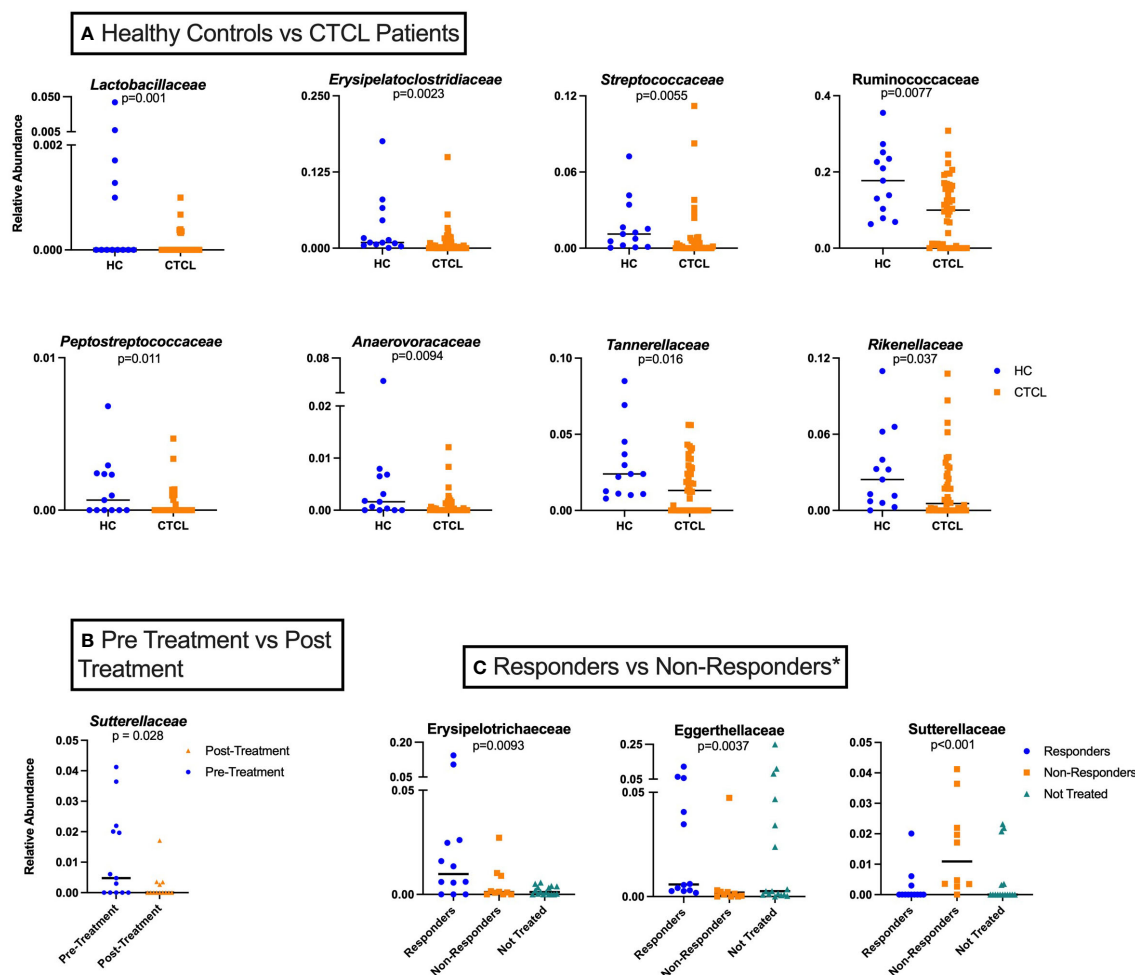 A Healthy Controls vs CTCL Patients
Lactobacillaceae
p=0.001
0.050
0.005
0.002
0.000
Relative Abundance
HC
CTCL
Erysipelatoclostridiaceae
p=0.0023
0.250
0.125
0.000
HC
CTCL
Streptococcaceae
p=0.0055
0.12
0.06
0.00
HC
CTCL
Ruminococcaceae
p=0.0077
0.4
0.2
0.0
HC
CTCL
Peptostreptococcaceae
p=0.011
0.01
0.00
HC
CTCL
Anaerovoracaceae
p=0.0094
0.08
0.02
0.01
0.00
HC
CTCL
Tannerellaceae
p=0.016
0.10
0.05
0.00
HC
CTCL
Rikenellaceae
p=0.037
0.12
0.06
0.00
HC
CTCL
HC
CTCL
B Pre Treatment vs Post
Treatment
Sutterellaceae
p = 0.028
0.05
0.04
0.03
0.02
0.01
0.00
Relative Abundance
Pre-Treatment
Post-Treatment
Post-Treatment
Pre-Treatment
C Responders vs Non-Responders*
Erysipelotrichaeceae
p=0.0093
0.20
0.05
0.05
0.00
Responders
Non-Responders
Not Treated
Eggerthellaceae
p=0.0037
0.25
0.05
0.05
0.00
Responders
Non-Responders
Not Treated
Sutterellaceae
p<0.001
0.05
0.04
0.03
0.02
0.01
0.00
Responders
Non-Responders
Not Treated
Responders
Non-Responders
Not Treated